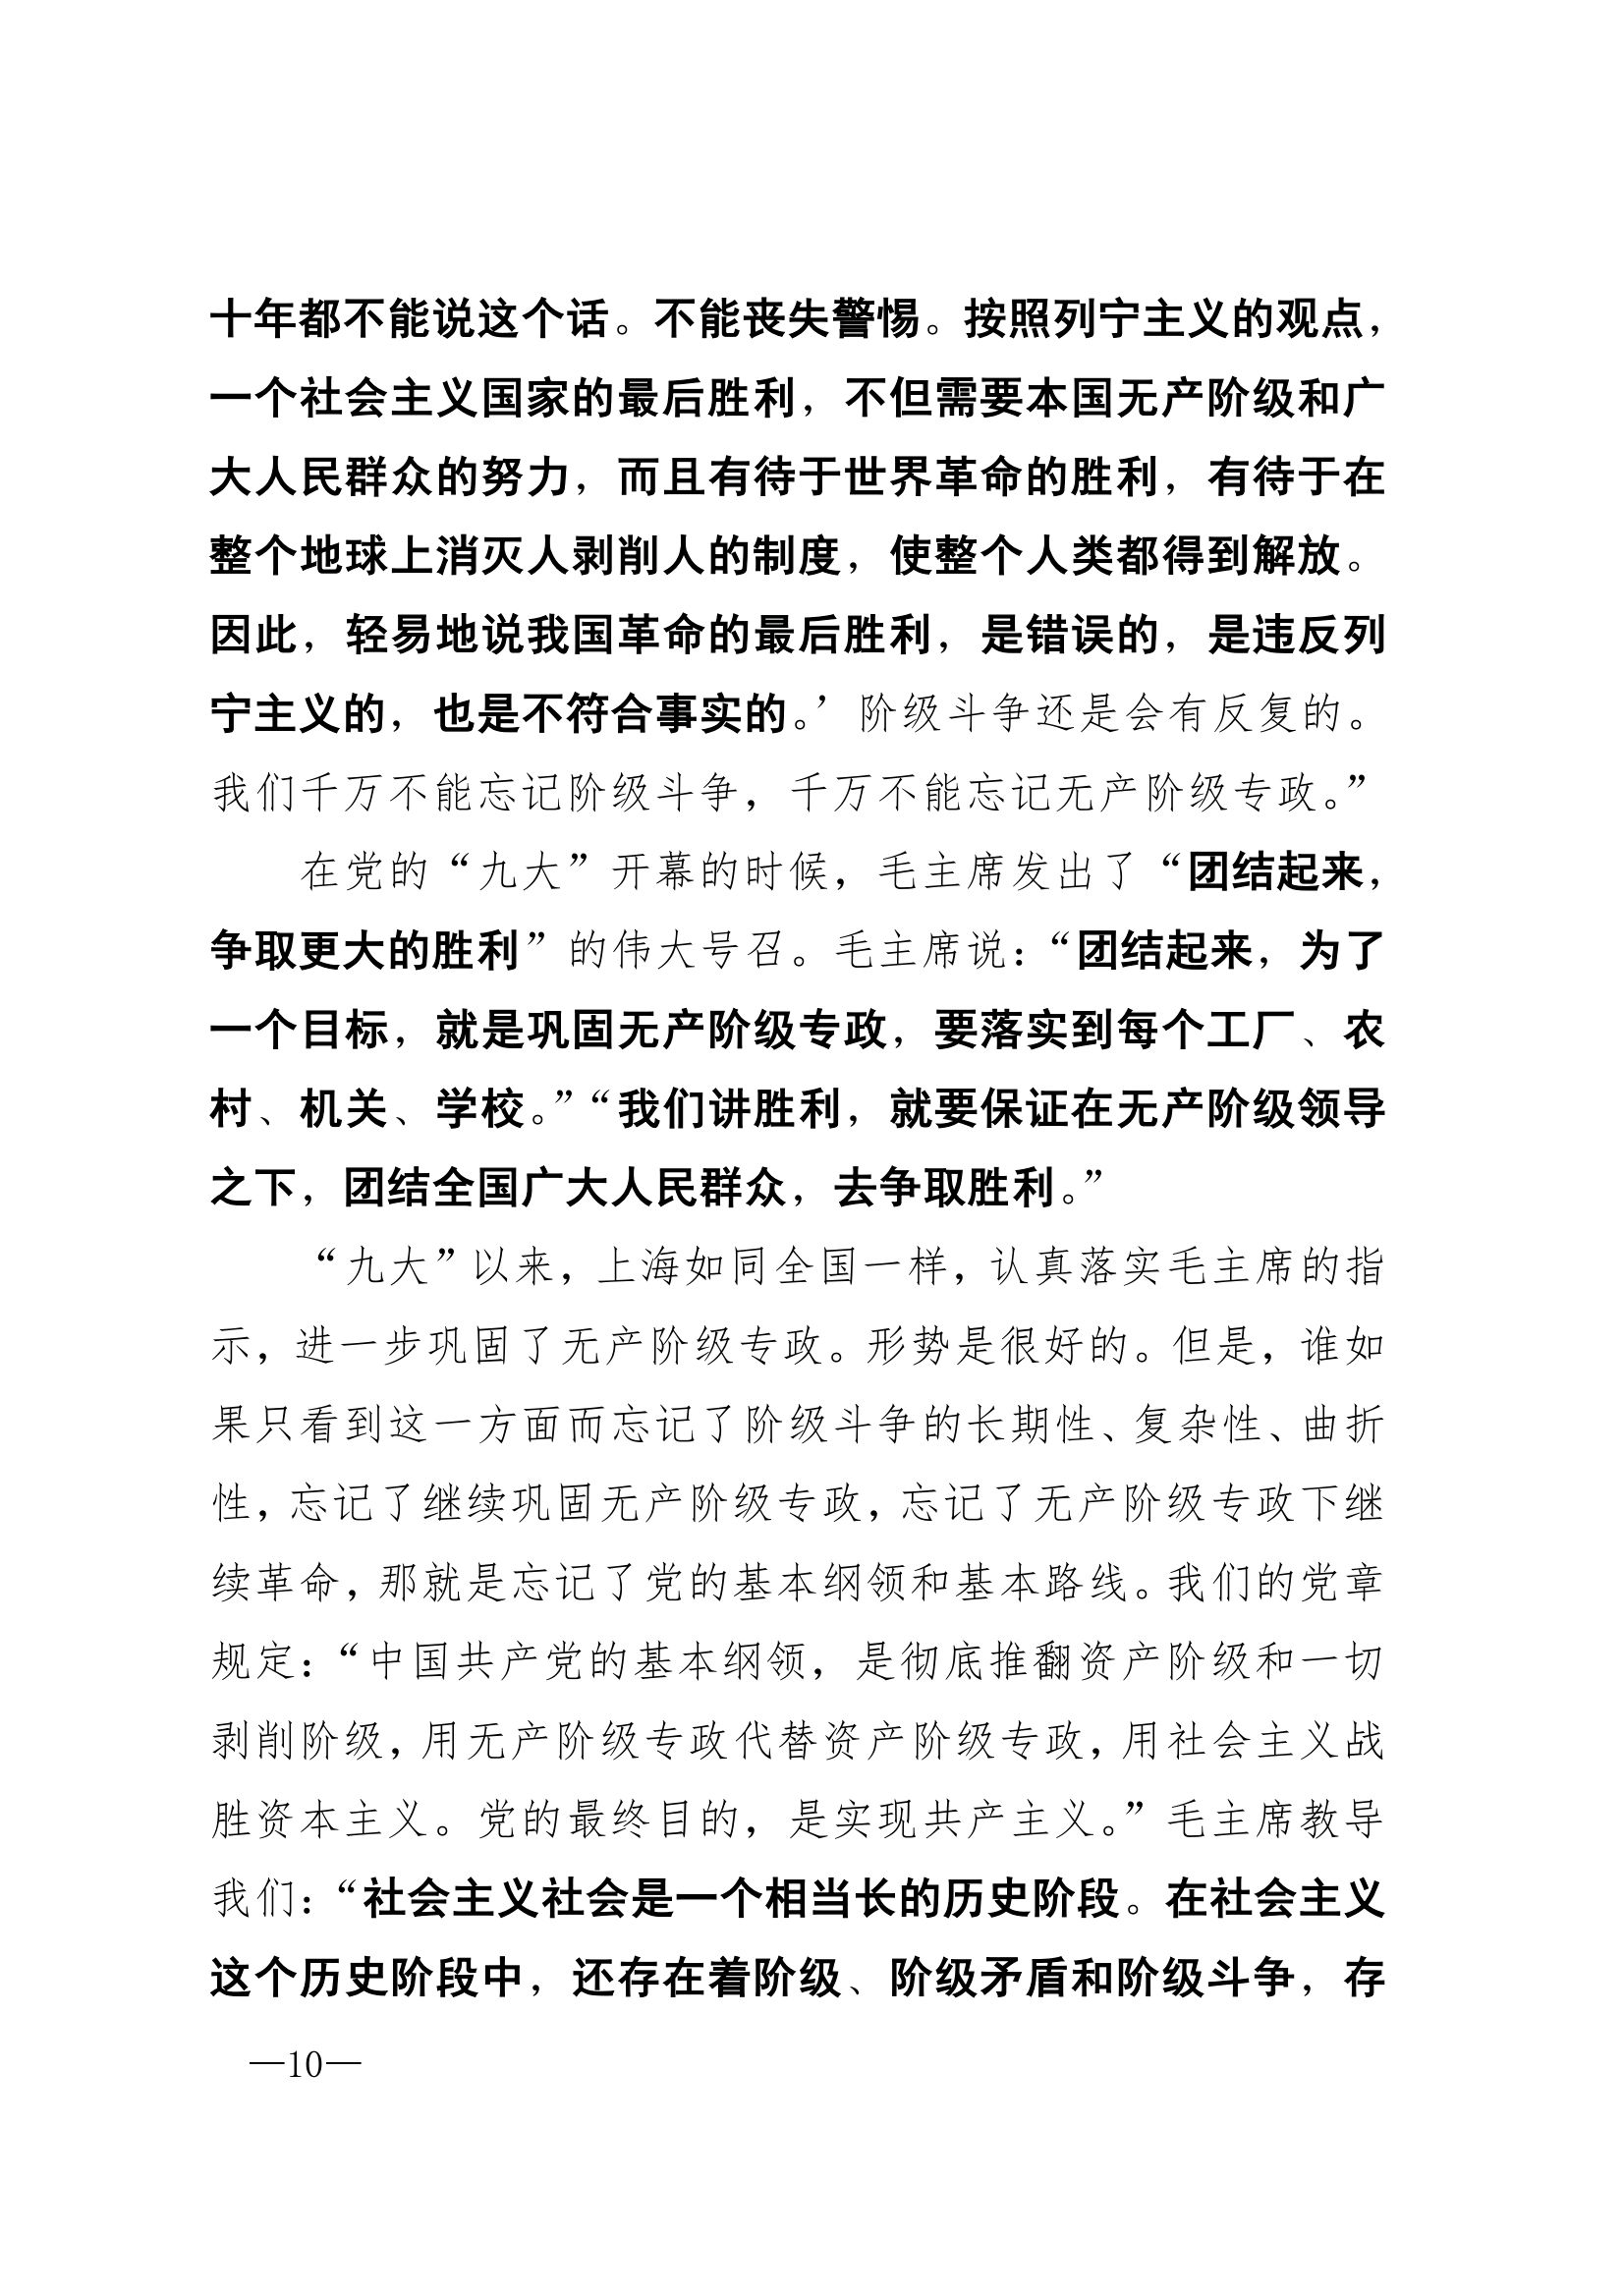 十年都不能说这个话。不能丧失警惕。按照列宁主义的观点，
一个社会主义国家的最后胜利，不但需要本国无产阶级和广
大人民群众的努力，而且有待于世界革命的胜利，有待于在
整个地球上消灭人剥削人的制度，使整个人类都得到解放。
因此，轻易地说我国革命的最后胜利，是错误的，是违反列
宁主义的，也是不符合事实的。’阶级斗争还是会有反复的。
我们千万不能忘记阶级斗争，千万不能忘记无产阶级专政。”
在党的“九大”开幕的时候，毛主席发出了“团结起来，
争取更大的胜利”的伟大号召。毛主席说：“团结起来，为了
一个目标，就是巩固无产阶级专政，要落实到每个工厂、农
村、机关、学校。”“我们讲胜利，就要保证在无产阶级领导
之下，团结全国广大人民群众，去争取胜利。”
“九大”以来，上海如同全国一样，认真落实毛主席的指
示，进一步巩固了无产阶级专政。形势是很好的。但是，谁如
果只看到这一方面而忘记了阶级斗争的长期性、复杂性、曲折
性，忘记了继续巩固无产阶级专政，忘记了无产阶级专政下继
续革命，那就是忘记了党的基本纲领和基本路线。我们的党章
规定：“中国共产党的基本纲领，是彻底推翻资产阶级和一切
剥削阶级，用无产阶级专政代替资产阶级专政，用社会主义战
胜资本主义。党的最终目的，是实现共产主义。”毛主席教导
我们：“社会主义社会是一个相当长的历史阶段。在社会主义
这个历史阶段中，还存在着阶级、阶级矛盾和阶级斗争，存
—10—